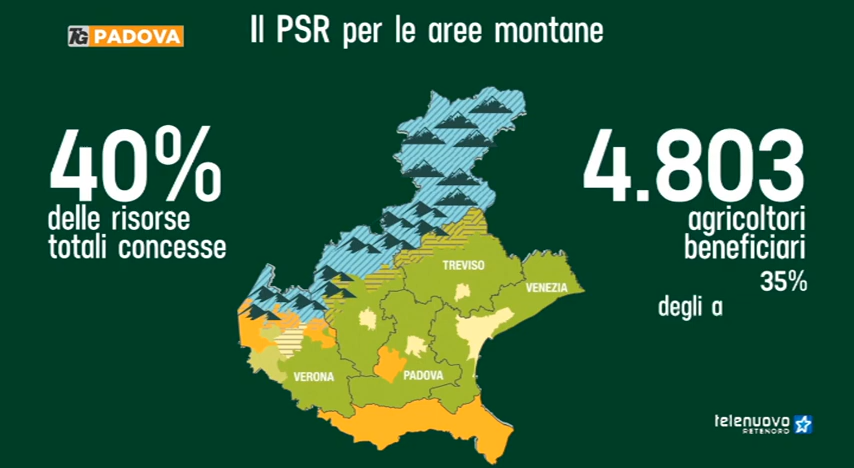 TG PADOVA
Il PSR per le aree montane
40%
delle risorse
totali concesse
4.803
agricoltori
beneficiari
35%
degli a
TREVISO
VENEZIA
VERONA
PADOVA
telenuovo
RETENORD